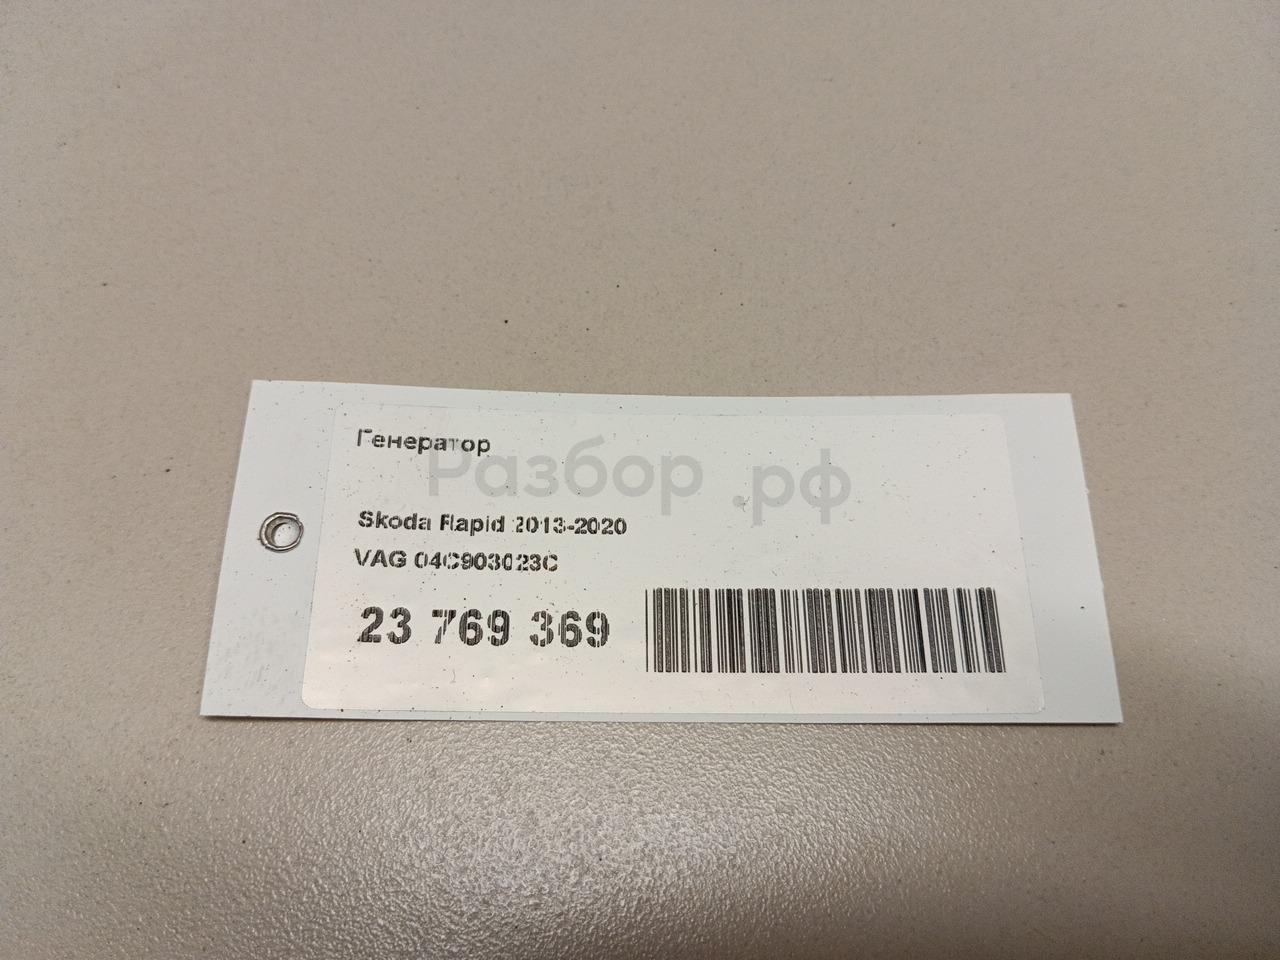 Генератор
Разбор.рф
Skoda Rapid 2013-2020
VAG 04C903023C
23 769 369